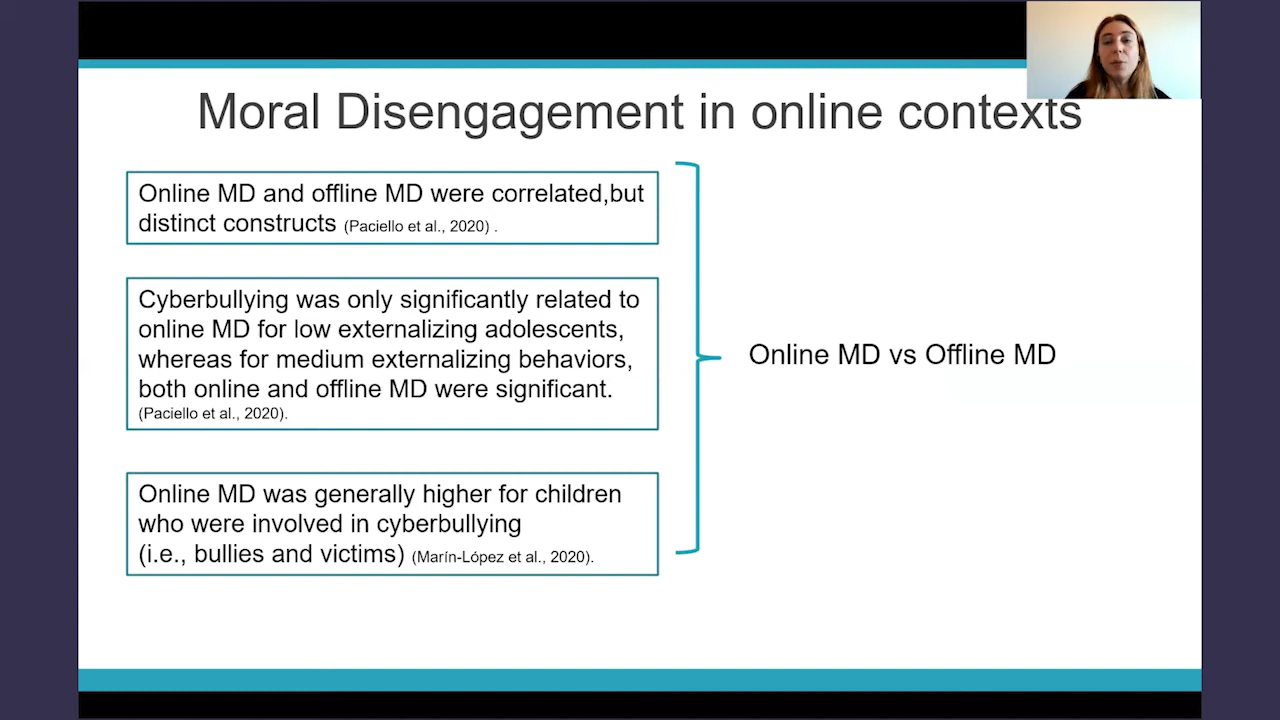 Moral Disengagement in online contexts
Online MD and offline MD were correlated,but
distinct constructs (Paciello et al., 2020) .
Cyberbullying was only significantly related to
online MD for low externalizing adolescents,
whereas for medium externalizing behaviors,
both online and offline MD were significant.
(Paciello et al., 2020).
Online MD vs Offline MD
Online MD was generally higher for children
who were involved in cyberbullying
(i.e., bullies and victims) (Marín-López et al., 2020).